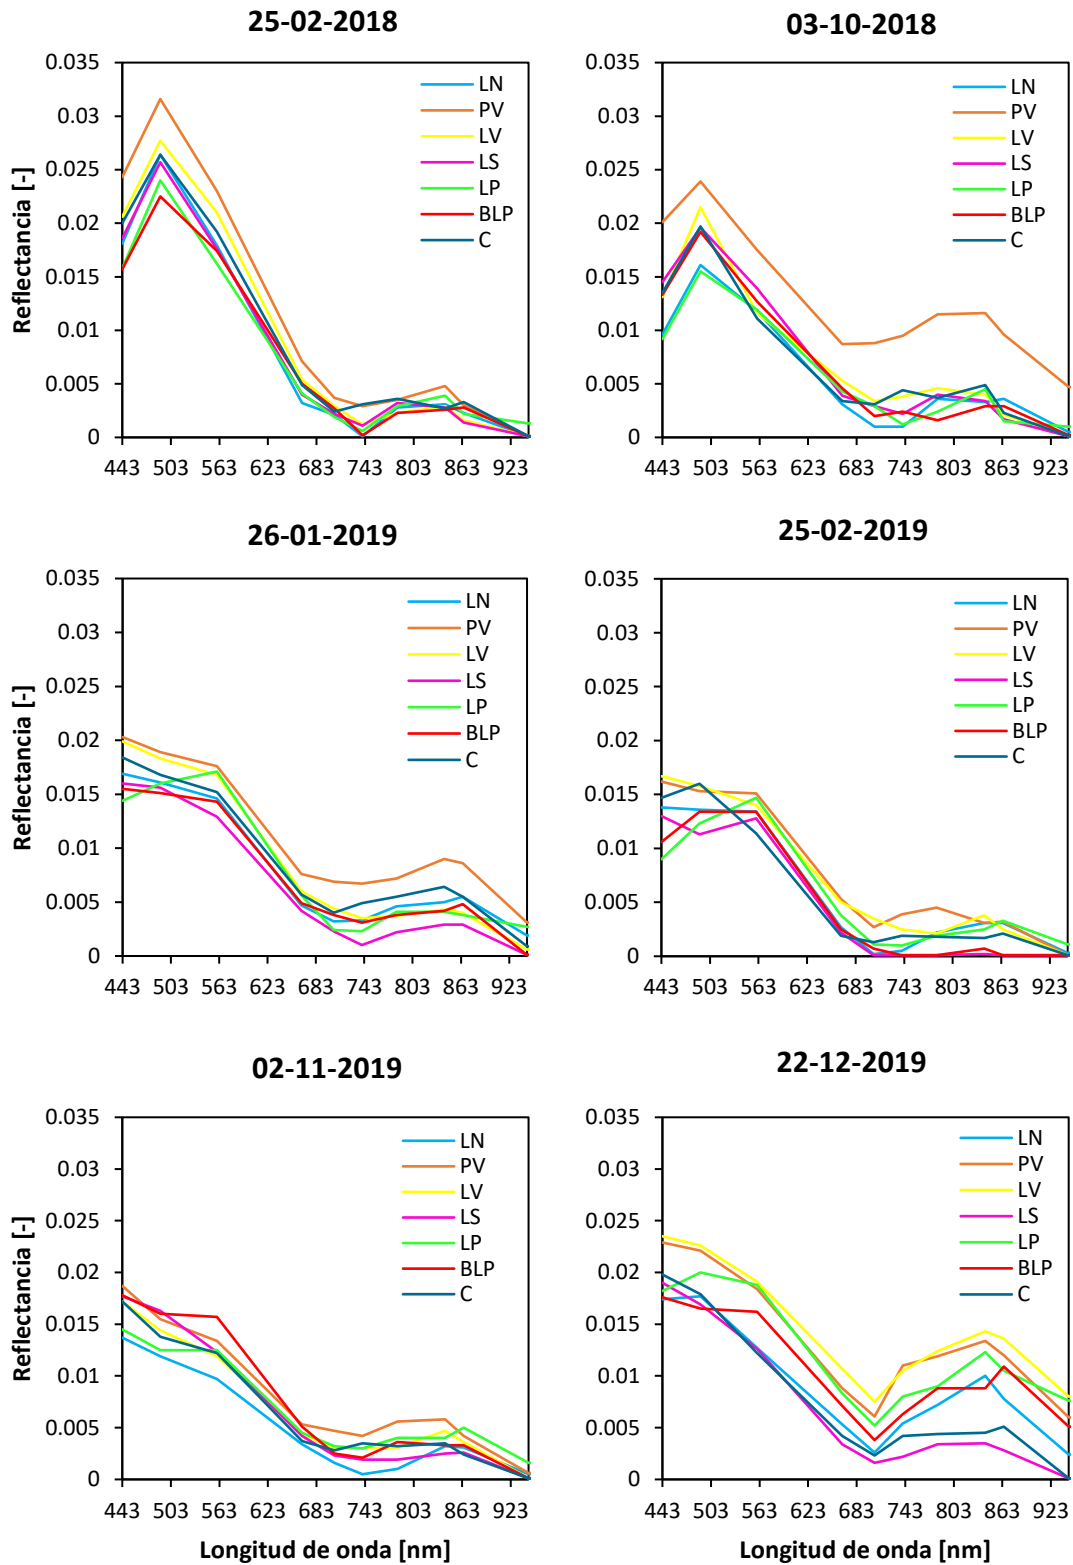 25-02-2018
0.035
0.03
0.025
0.02
0.015
0.01
0.005
0
443 503 563 623 683 743 803 863 923
Reflectancia [-]
LN
PV
LV
LS
LP
BLP
C
03-10-2018
0.035
0.03
0.025
0.02
0.015
0.01
0.005
0
443 503 563 623 683 743 803 863 923
LN
PV
LV
LS
LP
BLP
C
26-01-2019
0.035
0.03
0.025
0.02
0.015
0.01
0.005
0
443 503 563 623 683 743 803 863 923
Reflectancia [-]
LN
PV
LV
LS
LP
BLP
C
25-02-2019
0.035
0.03
0.025
0.02
0.015
0.01
0.005
0
443 503 563 623 683 743 803 863 923
LN
PV
LV
LS
LP
BLP
C
02-11-2019
0.035
0.03
0.025
0.02
0.015
0.01
0.005
0
443 503 563 623 683 743 803 863 923
Reflectancia [-]
Longitud de onda [nm]
LN
PV
LV
LS
LP
BLP
C
22-12-2019
0.035
0.03
0.025
0.02
0.015
0.01
0.005
0
443 503 563 623 683 743 803 863 923
Longitud de onda [nm]
LN
PV
LV
LS
LP
BLP
C